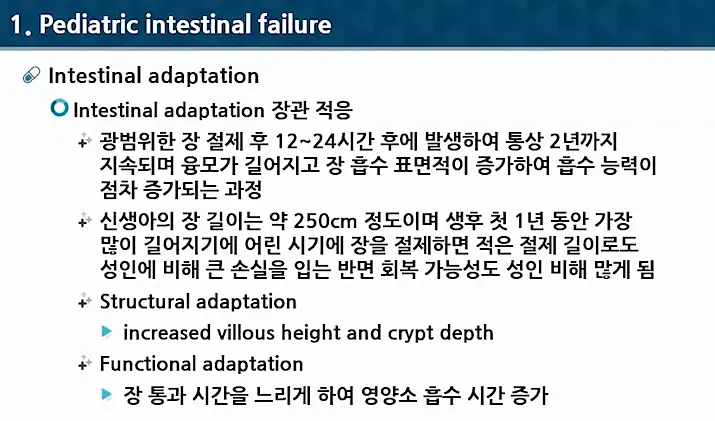 1. Pediatric intestinal failure
Intestinal adaptation
Intestinal adaptation 장관 적응
광범위한 장 절제 후 12~24시간 후에 발생하여 통상 2년까지
지속되며 융모가 길어지고 장 흡수 표면적이 증가하여 흡수 능력이
점차 증가되는 과정
신생아의 장 길이는 약 250cm 정도이며 생후 첫 1년 동안 가장
많이 길어지기에 어린 시기에 장을 절제하면 적은 절제 길이로도
성인에 비해 큰 손실을 입는 반면 회복 가능성도 성인 비해 많게 됨
Structural adaptation
increased villous height and crypt depth
Functional adaptation
장 통과 시간을 느리게 하여 영양소 흡수 시간 증가